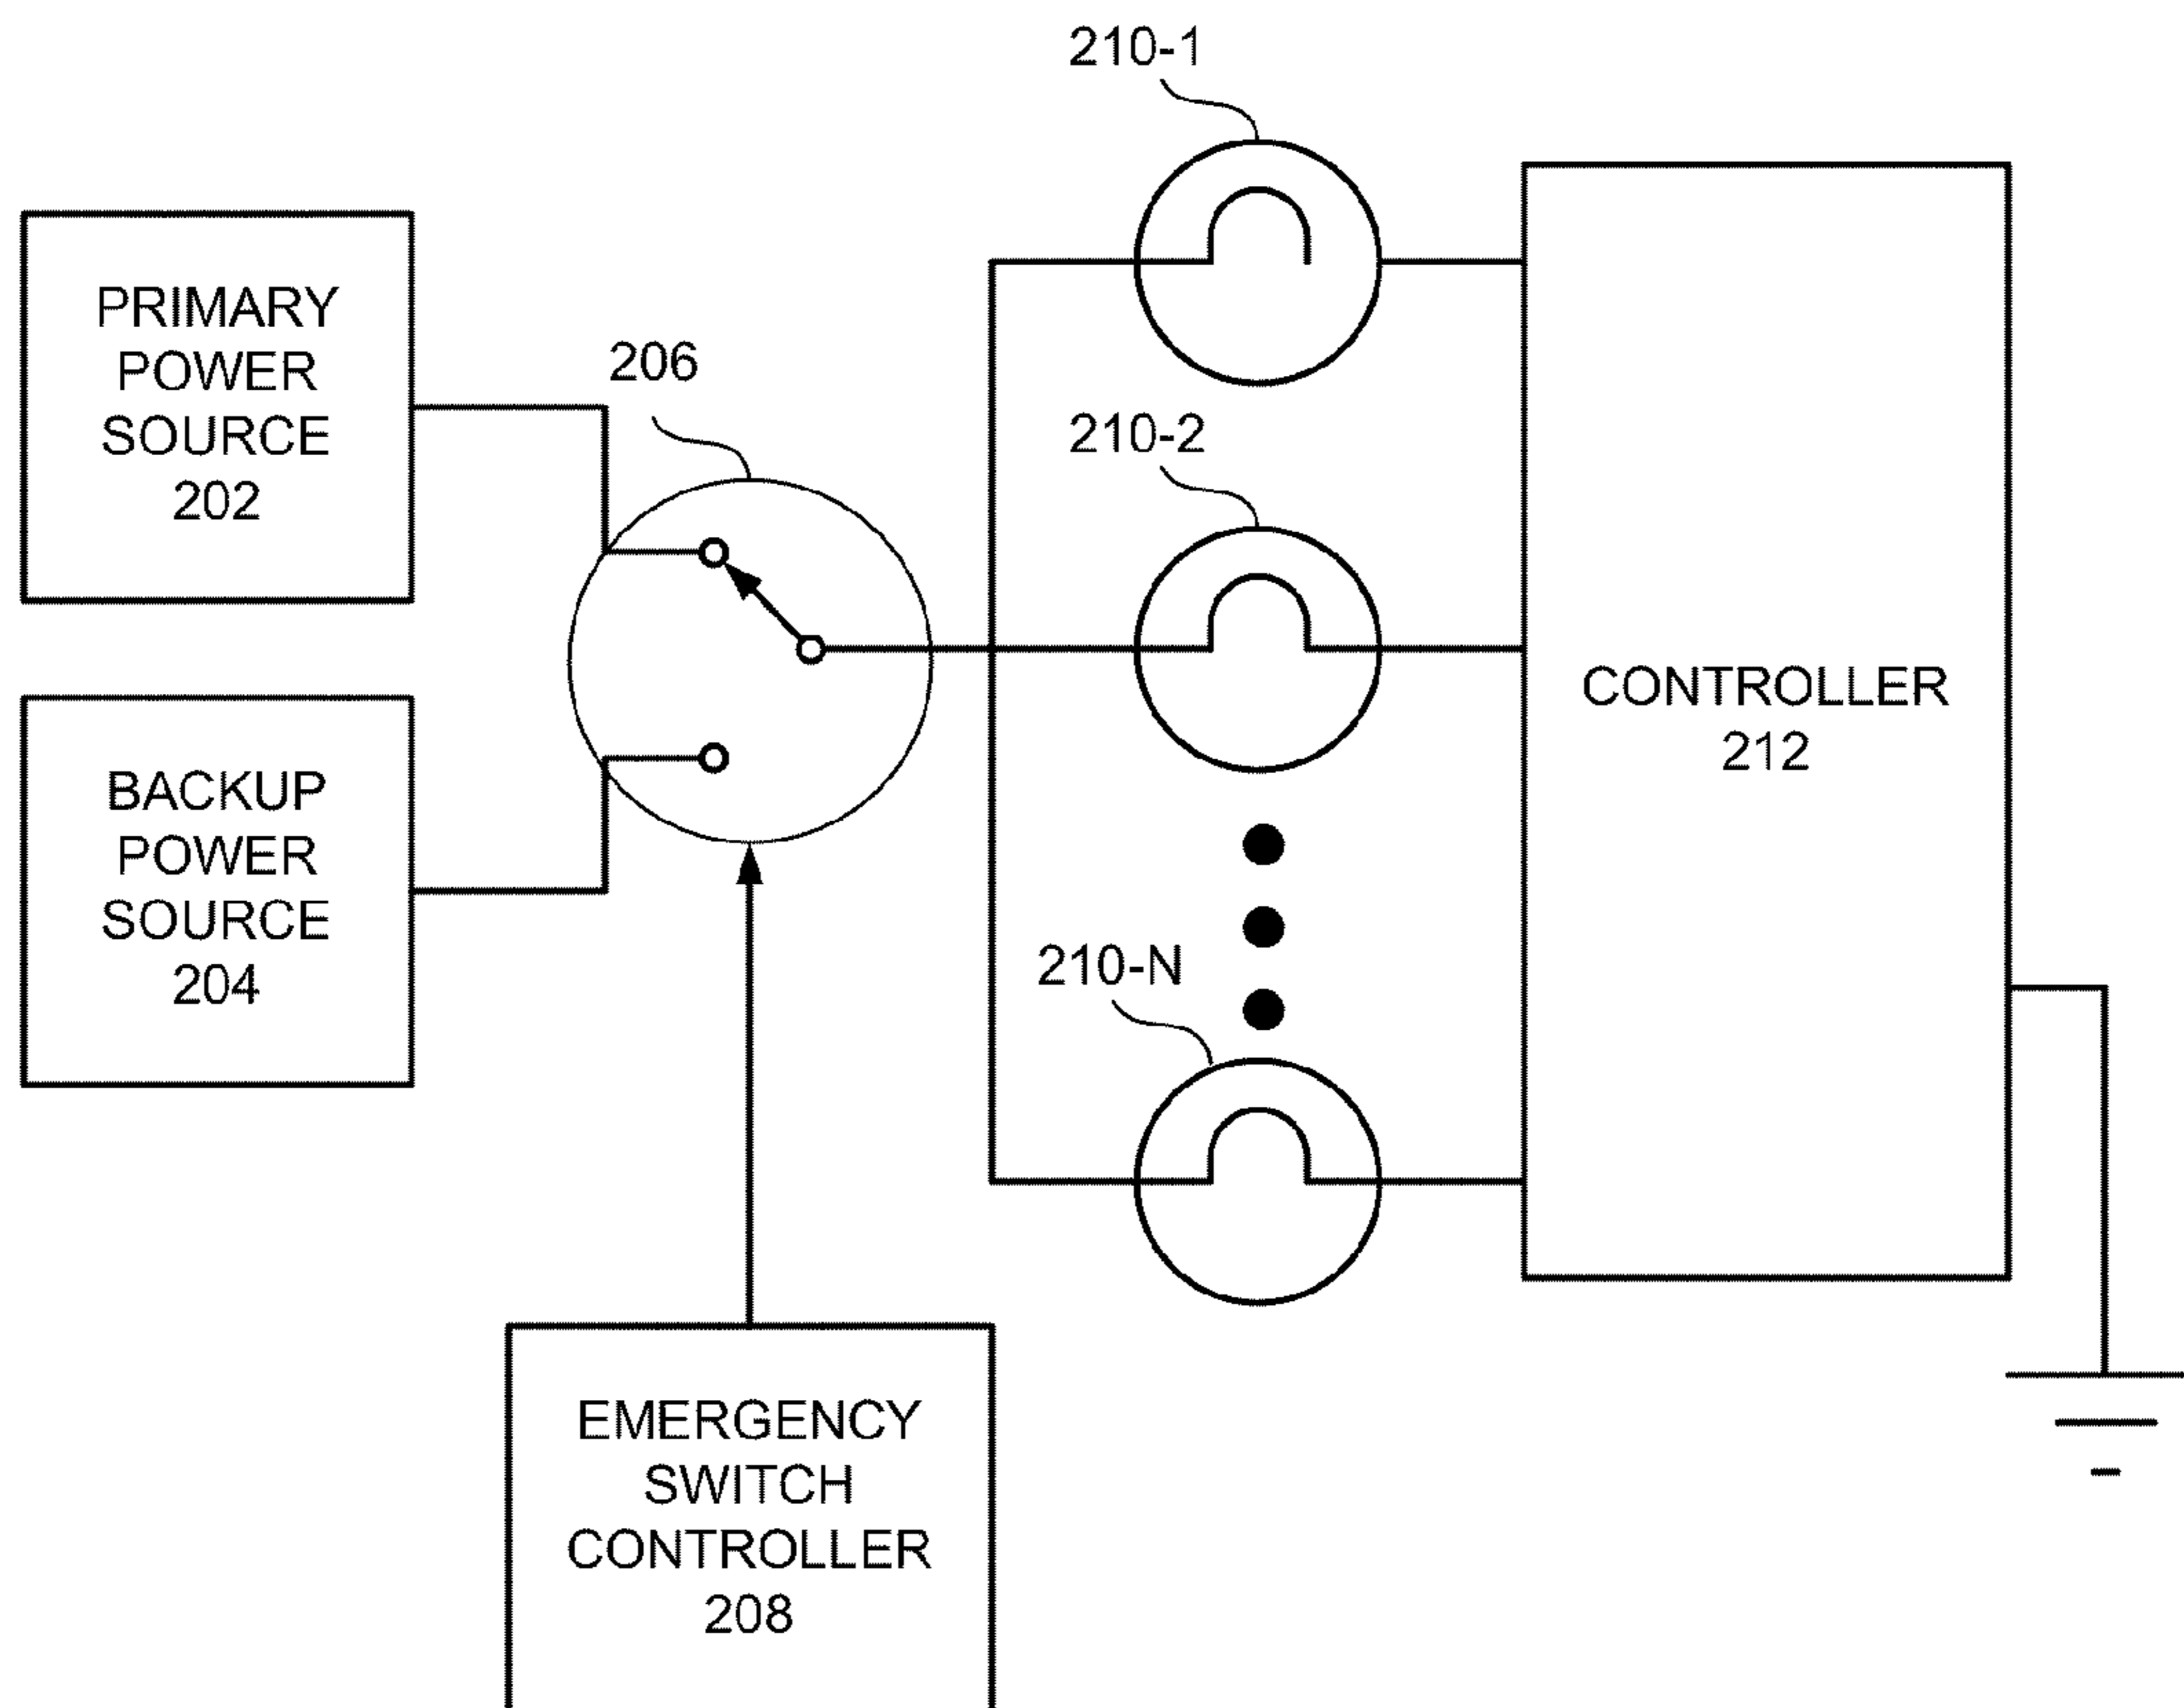 210-1
PRIMARY
POWER
SOURCE
202
206
210-2
CONTROLLER
212
BACKUP
POWER
SOURCE
204
210-N
EMERGENCY
SWITCH
CONTROLLER
208